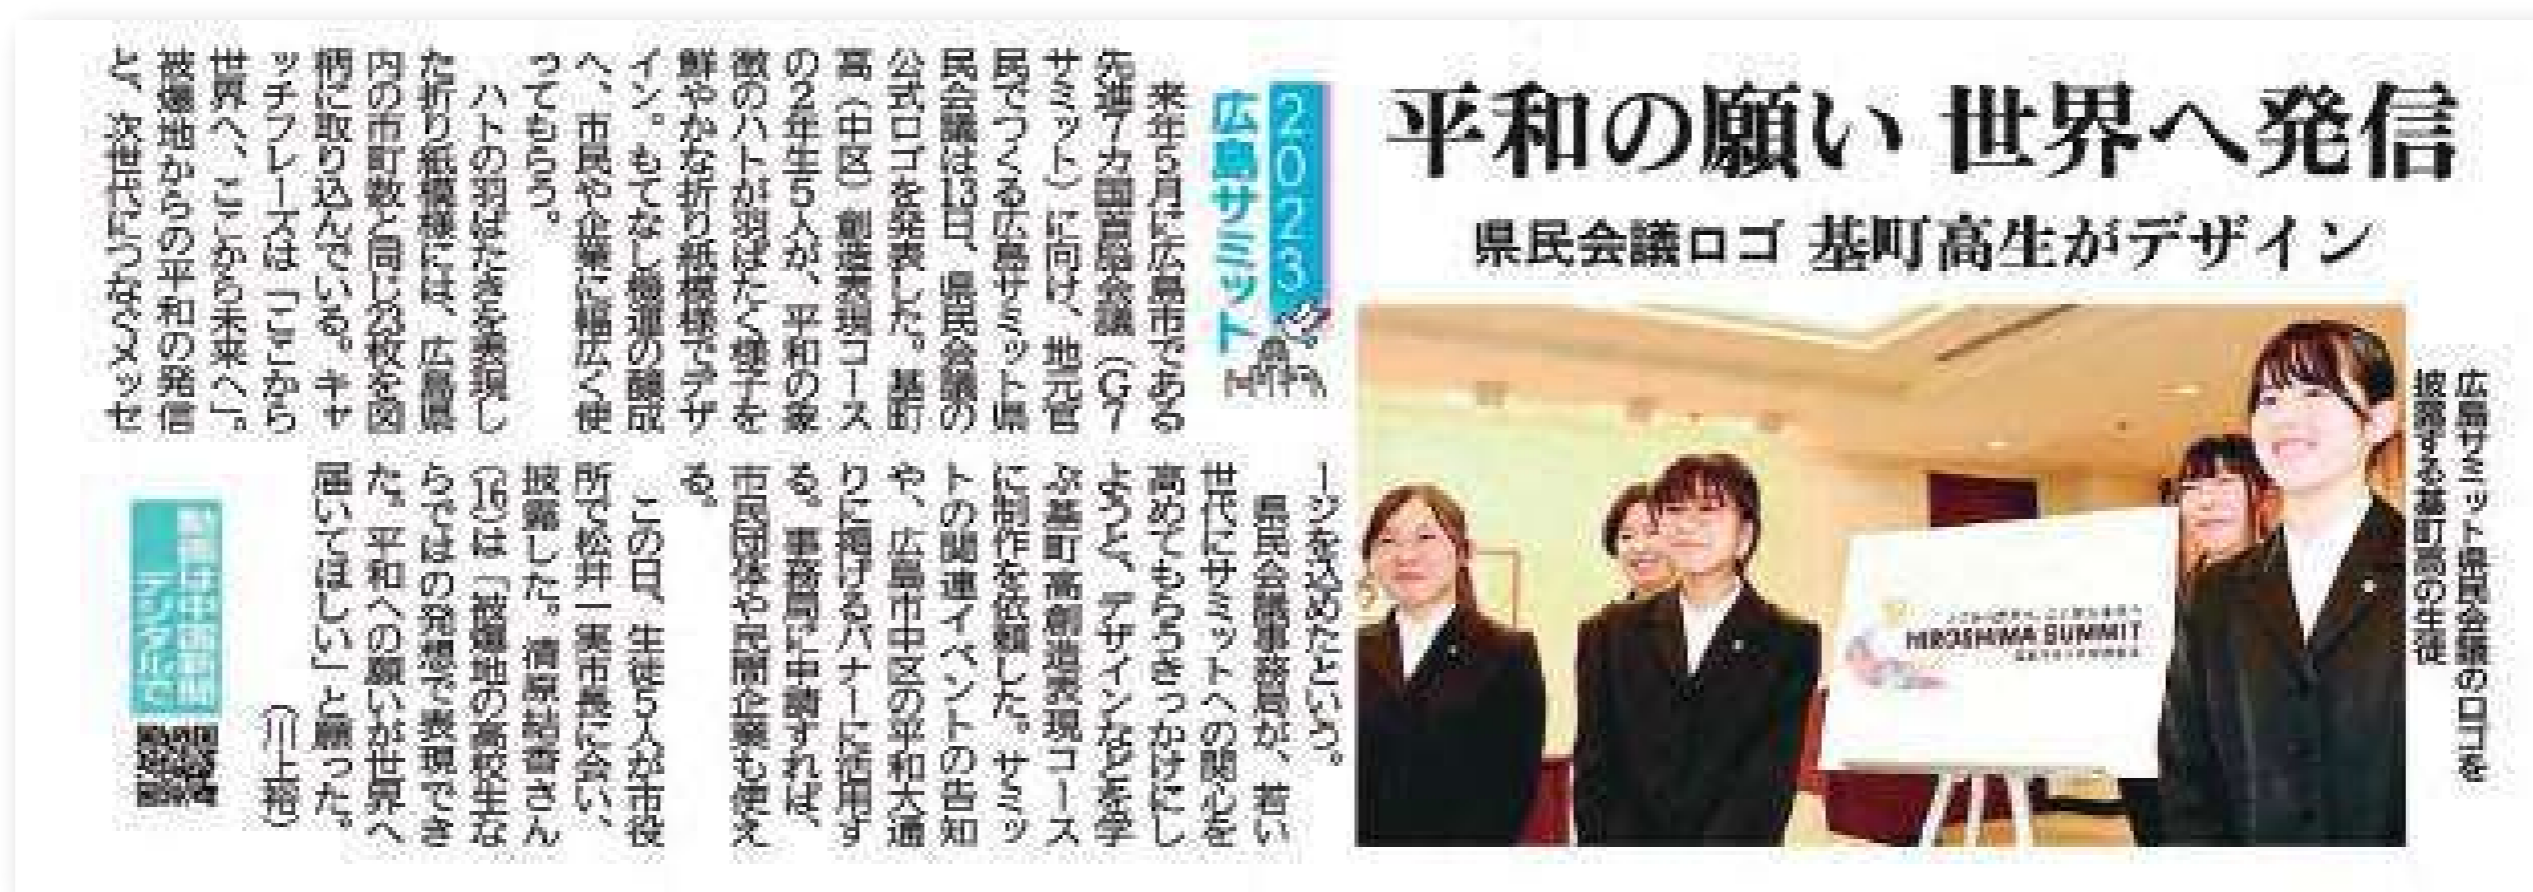 平和の願い 世界へ発信
県民会議ロゴ 基町高生がデザイン
2023
広島サミット
来年5月に広島市である
先進7カ国首脳会議(G7
サミット)に向け、地元官
民でつくる広島サミット県
民会議は13日、県民会議の
公式ロゴを発表した。基町
高(中区)創造表現コース
の2年生5人が、平和の象
徴のハトが羽ばたく様子を
鮮やかな折り紙模様でデザ
イン。もてなし機運の醸成
へ、市民や企業に幅広く使
ってもらう。
ハトの羽ばたきを表現し
た折り紙模様には、広島県
内の市町数と同じ23枚を図
柄に取り込んでいる。キャ
ッチフレーズは「ここから
世界へ、ここから未来へ」。
被爆地からの平和の発信
と、次世代につなぐメッセ
ージを込めたという。
県民会議事務局が、若い
世代にサミットへの関心を
高めてもらうきっかけにし
ようと、デザインなどを学
ぶ基町高創造表現コース
に制作を依頼した。サミッ
トの関連イベントの告知
や、広島市中区の平和大通
りに掲げるバナーに活用す
る。事務局に申請すれば、
市民団体や民間企業も使え
る。
この日、生徒5人が市役
所で松井一実市長に会い、
披露した。清原結香さん
(16)は「被爆地の高校生な
らではの発想で表現でき
た。平和への願いが世界へ
届いてほしい」と願った。
(川上裕)
動画は中国新聞
デジタルで
広島サミット県民会議のロゴを
披露する基町高の生徒
HIROSHIMA SUMMIT